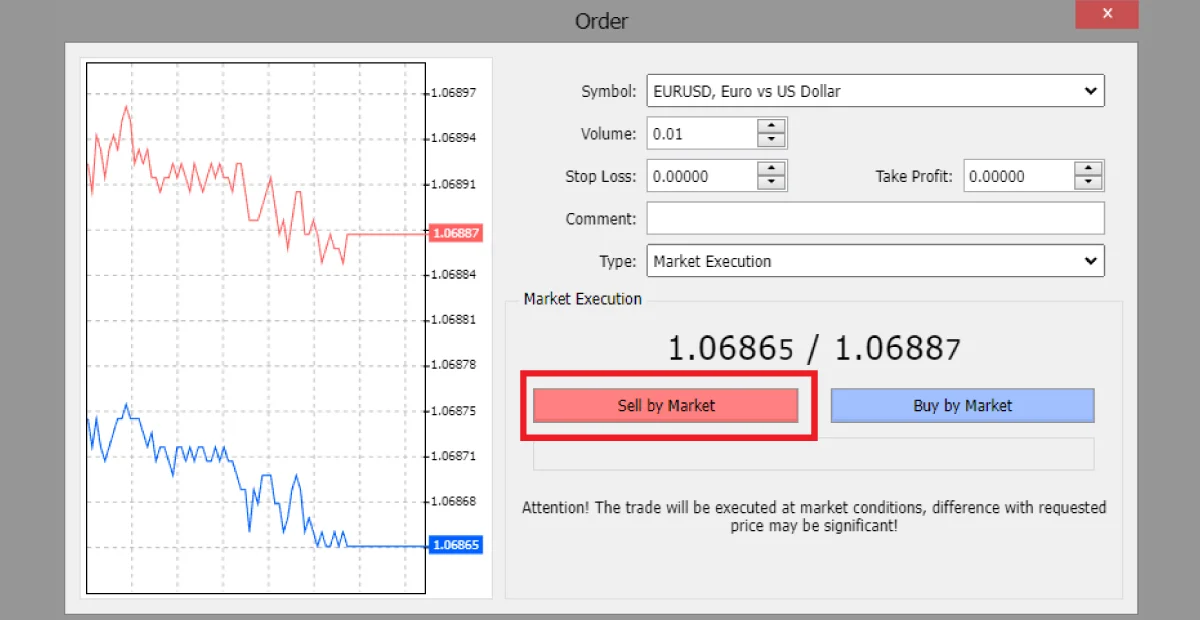 Order
x
1.06897
1.06894
1.06891
1.06887
1.06884
1.06881
1.06878
1.06875
1.06871
1.06868
1.06865
Symbol: EURUSD, Euro vs US Dollar
Volume: 0.01
Stop Loss: 0.00000 Take Profit: 0.00000
Comment:
Type: Market Execution
Market Execution
1.06865 / 1.06887
Sell by Market Buy by Market
Attention! The trade will be executed at market conditions, difference with requested
price may be significant!